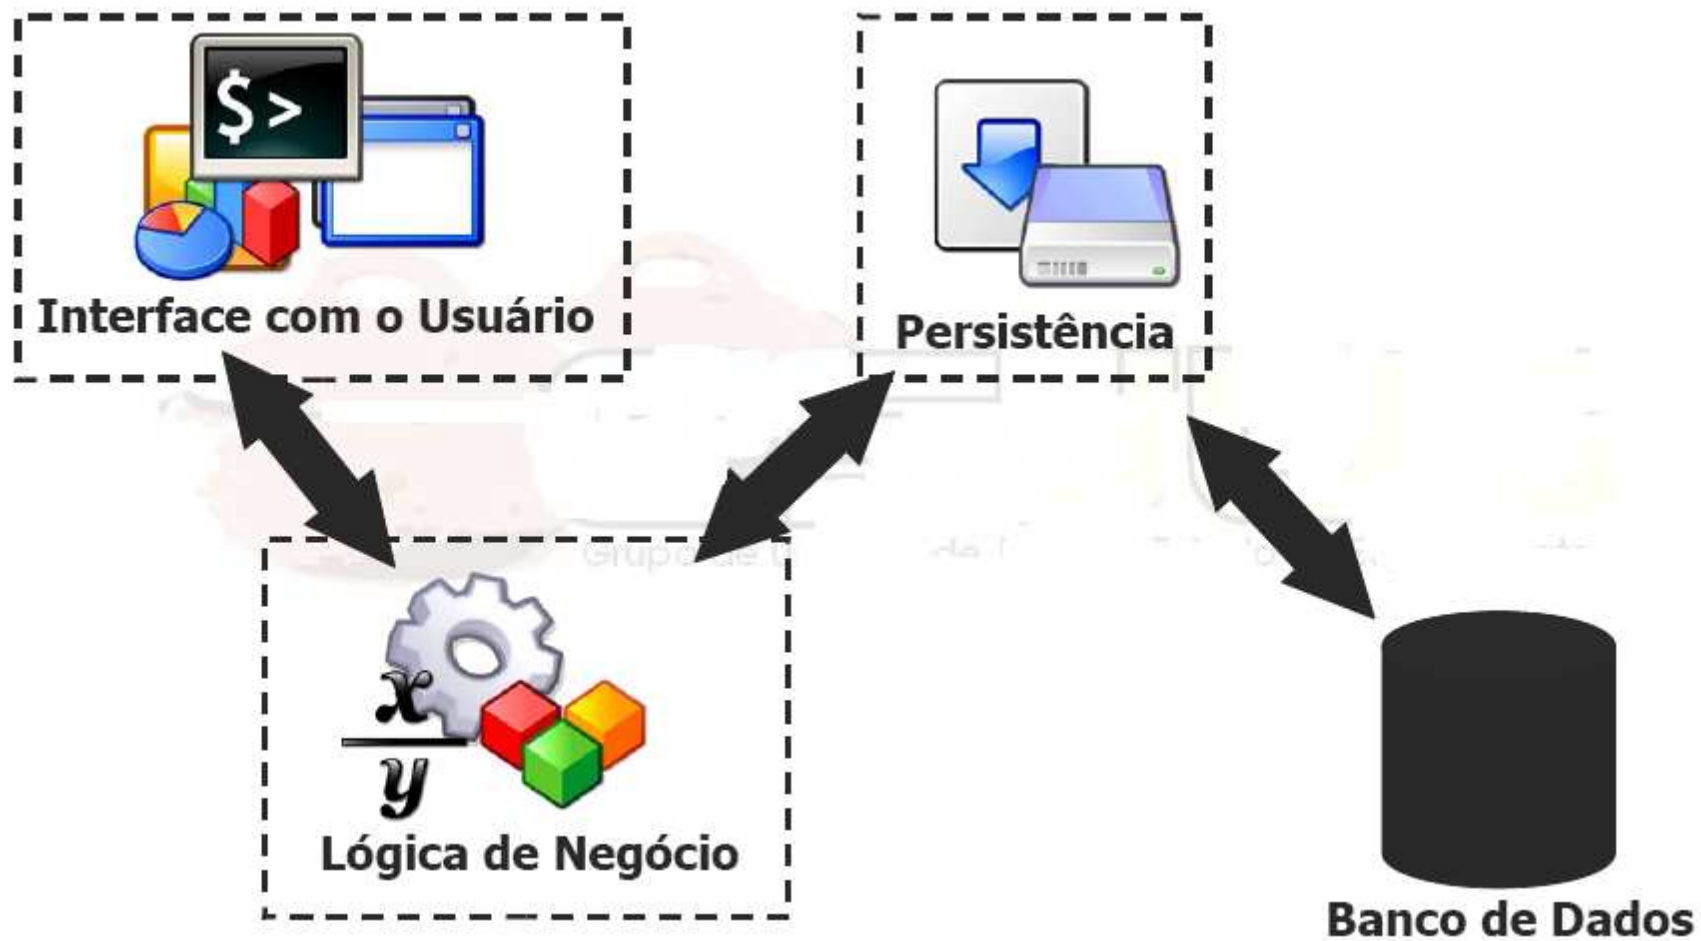 $>
Interface com o Usuário
Persistência
x
y
Lógica de Negócio
Banco de Dados